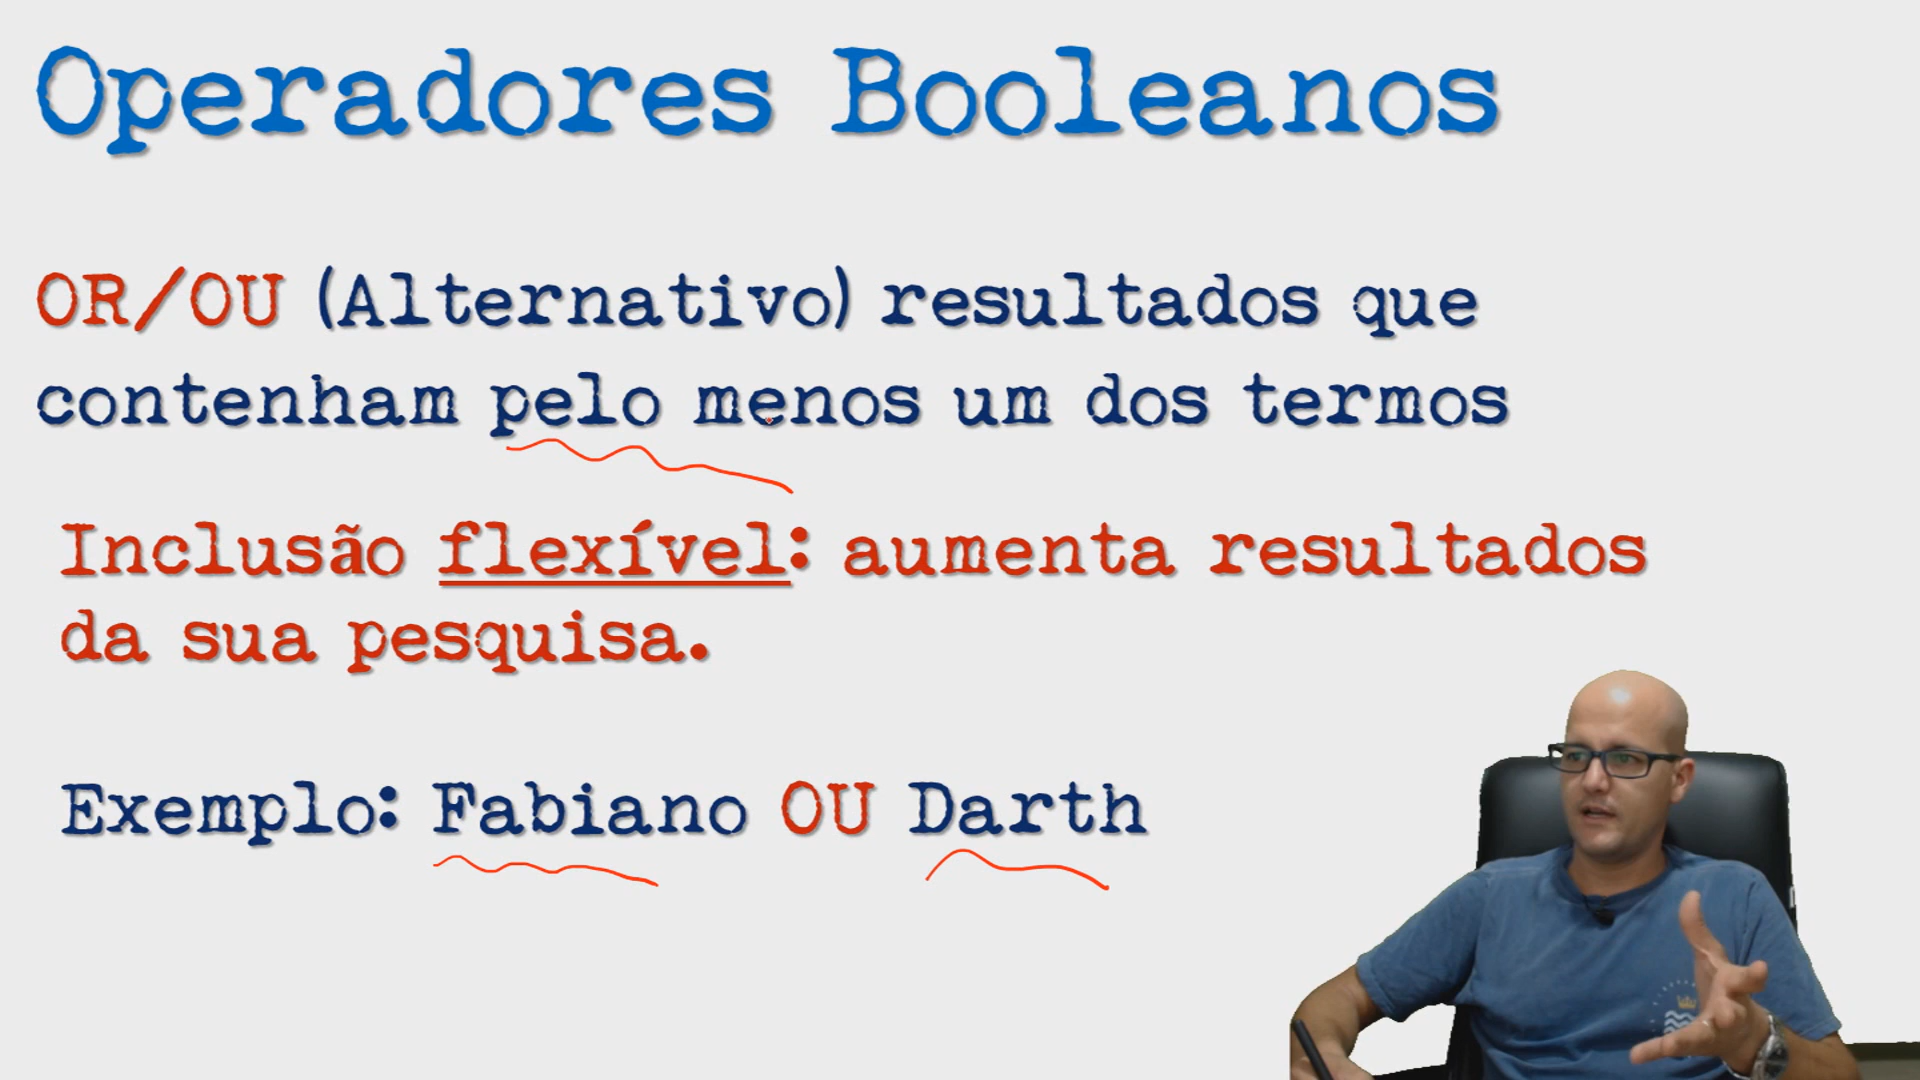 Operadores Booleanos
OR/OU (Alternativo) resultados que
contenham pelo menos um dos termos
Inclusão flexível: aumenta resultados
da sua pesquisa.
Exemplo: Fabiano OU Darth